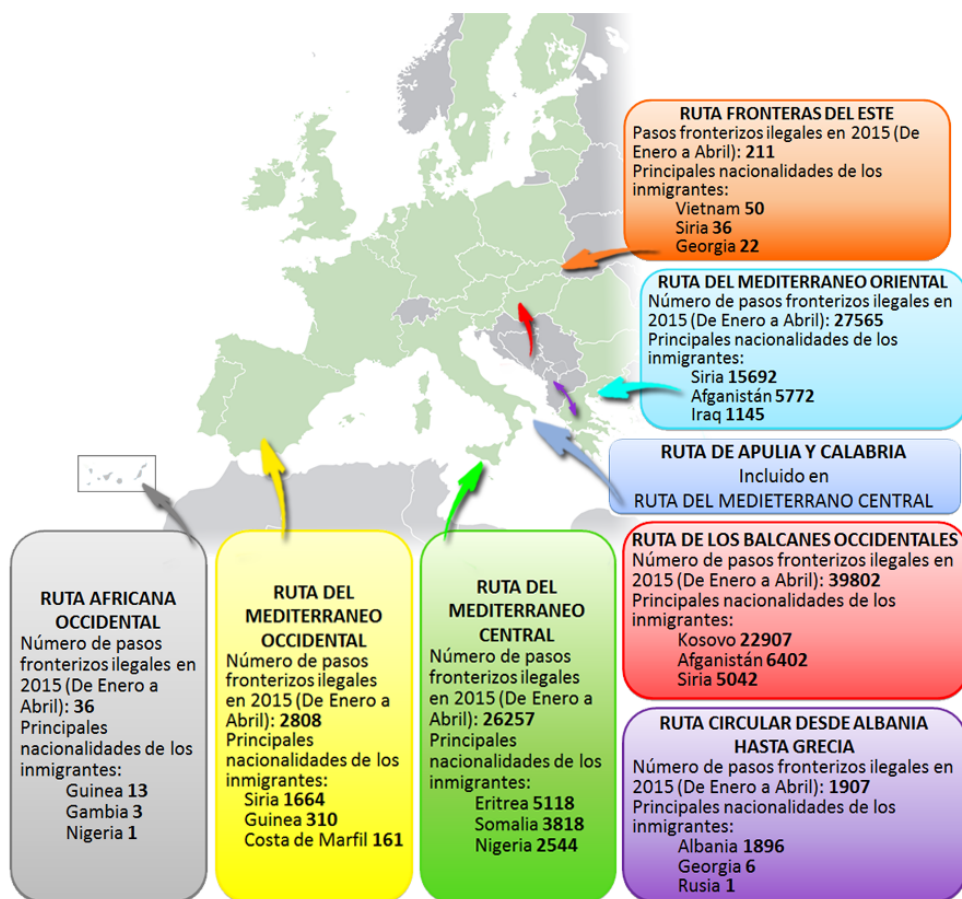 RUTA FRONTERAS DEL ESTE
Pasos fronterizos ilegales en 2015 (De
Enero a Abril): 211
Principales nacionalidades de los
inmigrantes:
Vietnam 50
Siria 36
Georgia 22
RUTA DEL MEDITERRANEO ORIENTAL
Número de pasos fronterizos ilegales en
2015 (De Enero a Abril): 27565
Principales nacionalidades de los
inmigrantes:
Siria 15692
Afganistán 5772
Iraq 1145
RUTA DE APULIA Y CALABRIA
Incluido en
RUTA DEL MEDIETERRANO CENTRAL
RUTA AFRICANA
OCCIDENTAL
Número de pasos
fronterizos ilegales en
2015 (De Enero a
Abril): 36
Principales
nacionalidades de los
inmigrantes:
Guinea 13
Gambia 3
Nigeria 1
RUTA DEL
MEDITERRANEO
OCCIDENTAL
Número de pasos
fronterizos ilegales
en 2015 (De Enero a
Abril): 2808
Principales
nacionalidades de los
inmigrantes:
Siria 1664
Guinea 310
Costa de Marfil 161
RUTA DEL
MEDITERRANEO
CENTRAL
Número de pasos
fronterizos ilegales
en 2015 (De Enero a
Abril): 26257
Principales
nacionalidades de los
inmigrantes:
Eritrea 5118
Somalia 3818
Nigeria 2544
RUTA DE LOS BALCANES OCCIDENTALES
Número de pasos fronterizos ilegales en
2015 (De Enero a Abril): 39802
Principales nacionalidades de los
inmigrantes:
Kosovo 22907
Afganistán 6402
Siria 5042
RUTA CIRCULAR DESDE ALBANIA
HASTA GRECIA
Número de pasos fronterizos ilegales en
2015 (De Enero a Abril): 1907
Principales nacionalidades de los
inmigrantes:
Albania 1896
Georgia 6
Rusia 1